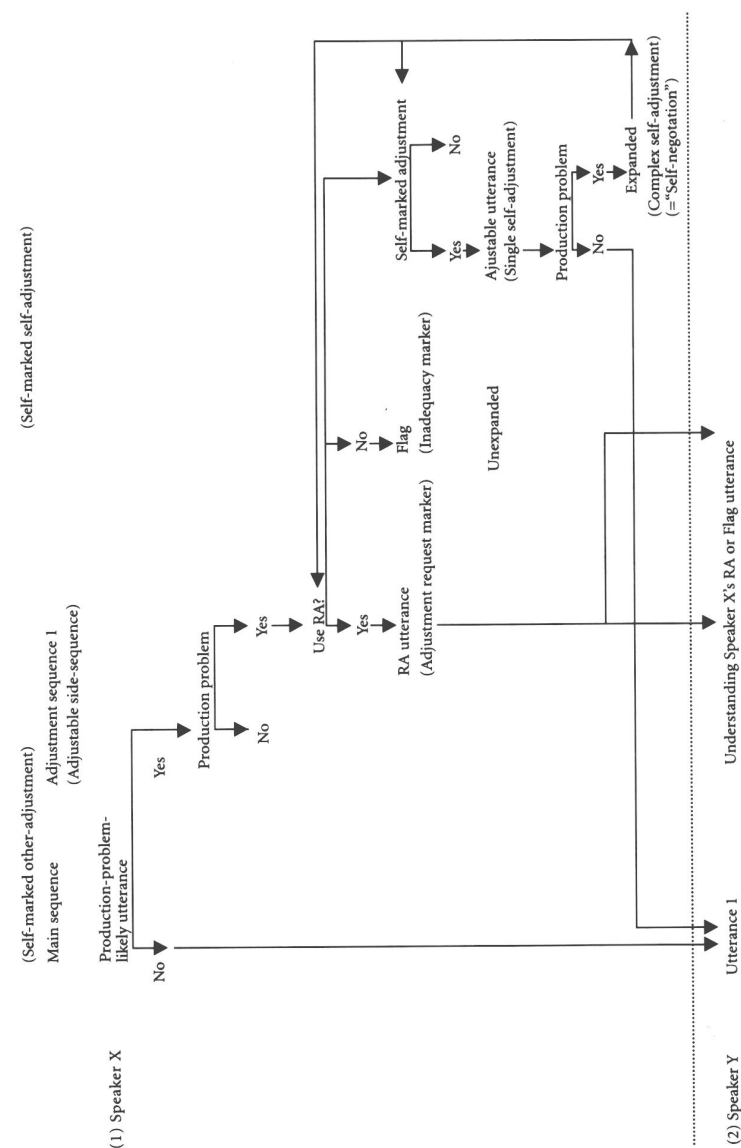 (Self-marked other-adjustment)
(Self-marked self-adjustment)
Main sequence
Adjustment sequence 1
(Adjustable side-sequence)
(1) Speaker X
Production-problem-
likely utterance
No
Yes
Production problem
No
Yes
Use RA?
Yes
No
RA utterance
(Adjustment request marker)
Flag
(Inadequacy marker)
Self-marked adjustment
Yes
No
Unexpanded
Ajustable utterance
(Single self-adjustment)
Production problem
No
Yes
Expanded
(Complex self-adjustment)
(=“Self-negotation”)
(2) Speaker Y
Utterance 1
Understanding Speaker X's RA or Flag utterance